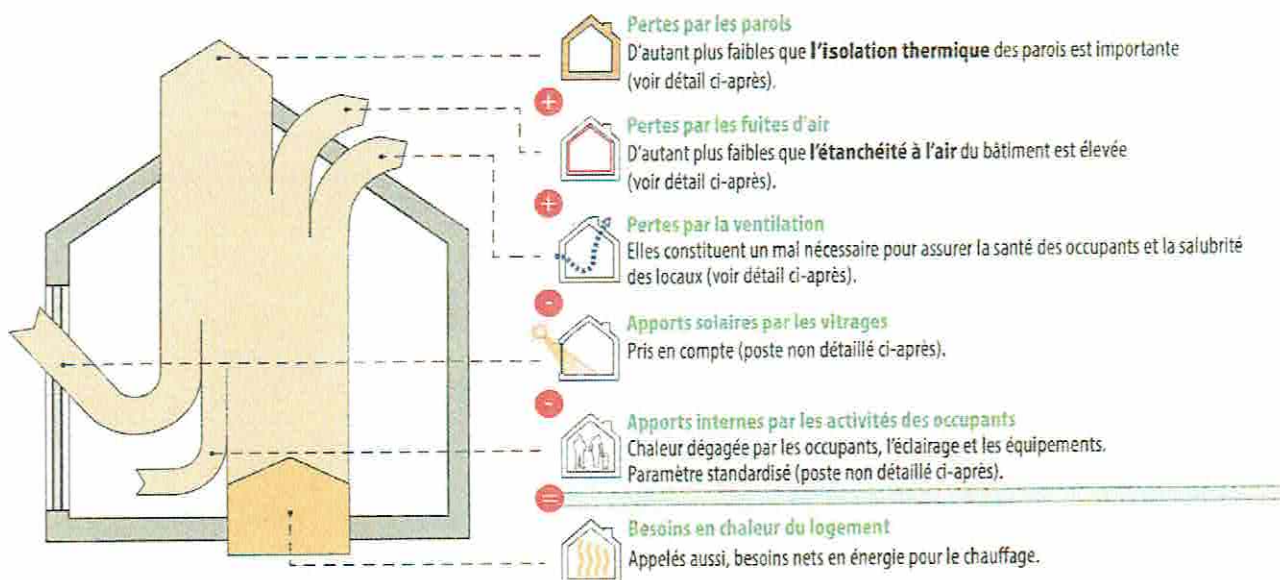 Pertes par les parois
D'autant plus faibles que l'isolation thermique des parois est importante
(voir détail ci-après).
+
Pertes par les fuites d'air
D'autant plus faibles que l'étanchéité à l'air du bâtiment est élevée
(voir détail ci-après).
+
Pertes par la ventilation
Elles constituent un mal nécessaire pour assurer la santé des occupants et la salubrité
des locaux (voir détail ci-après).
-
Apports solaires par les vitrages
Pris en compte (poste non détaillé ci-après).
-
Apports internes par les activités des occupants
Chaleur dégagée par les occupants, l'éclairage et les équipements.
Paramètre standardisé (poste non détaillé ci-après).
=
Besoins en chaleur du logement
Appelés aussi, besoins nets en énergie pour le chauffage.